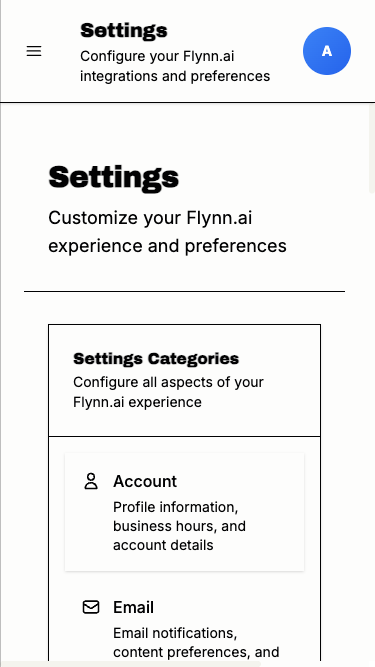 Settings
Configure your Flynn.ai
integrations and preferences
A
Settings
Customize your Flynn.ai
experience and preferences
Settings Categories
Configure all aspects of your
Flynn.ai experience
Account
Profile information,
business hours, and
account details
Email
Email notifications,
content preferences, and